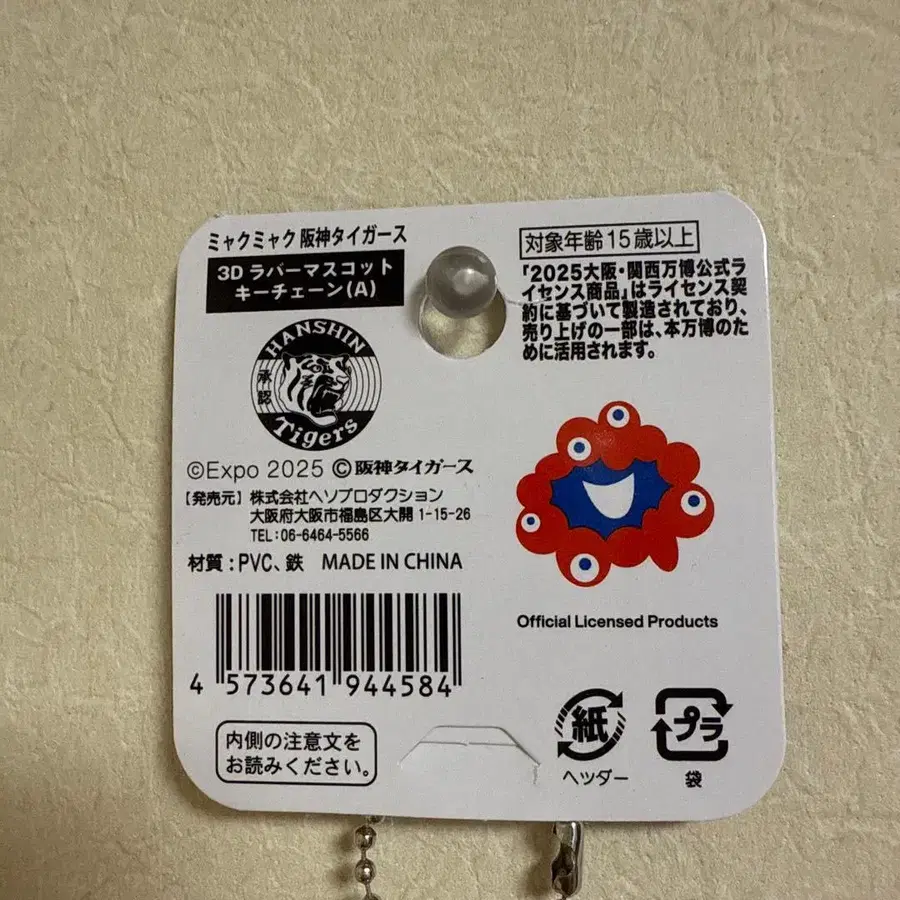 ミャクミャク 阪神タイガース
3D ラバーマスコット
キーチェーン(A)
HANSHIN
承認
Tigers
©Expo 2025 ©阪神タイガース
【発売元】株式会社ヘソプロダクション
大阪府大阪市福島区大開 1-15-26
TEL:06-6464-5566
材質:PVC、鉄 MADE IN CHINA
4 573641 944584
内側の注意文を
お読みください。
対象年齢15歳以上
「2025大阪・関西万博公式ラ
イセンス商品」はライセンス契
約に基づいて製造されており、
売り上げの一部は、本万博のた
めに活用されます。
Official Licensed Products
紙
ヘッダー
プラ
袋